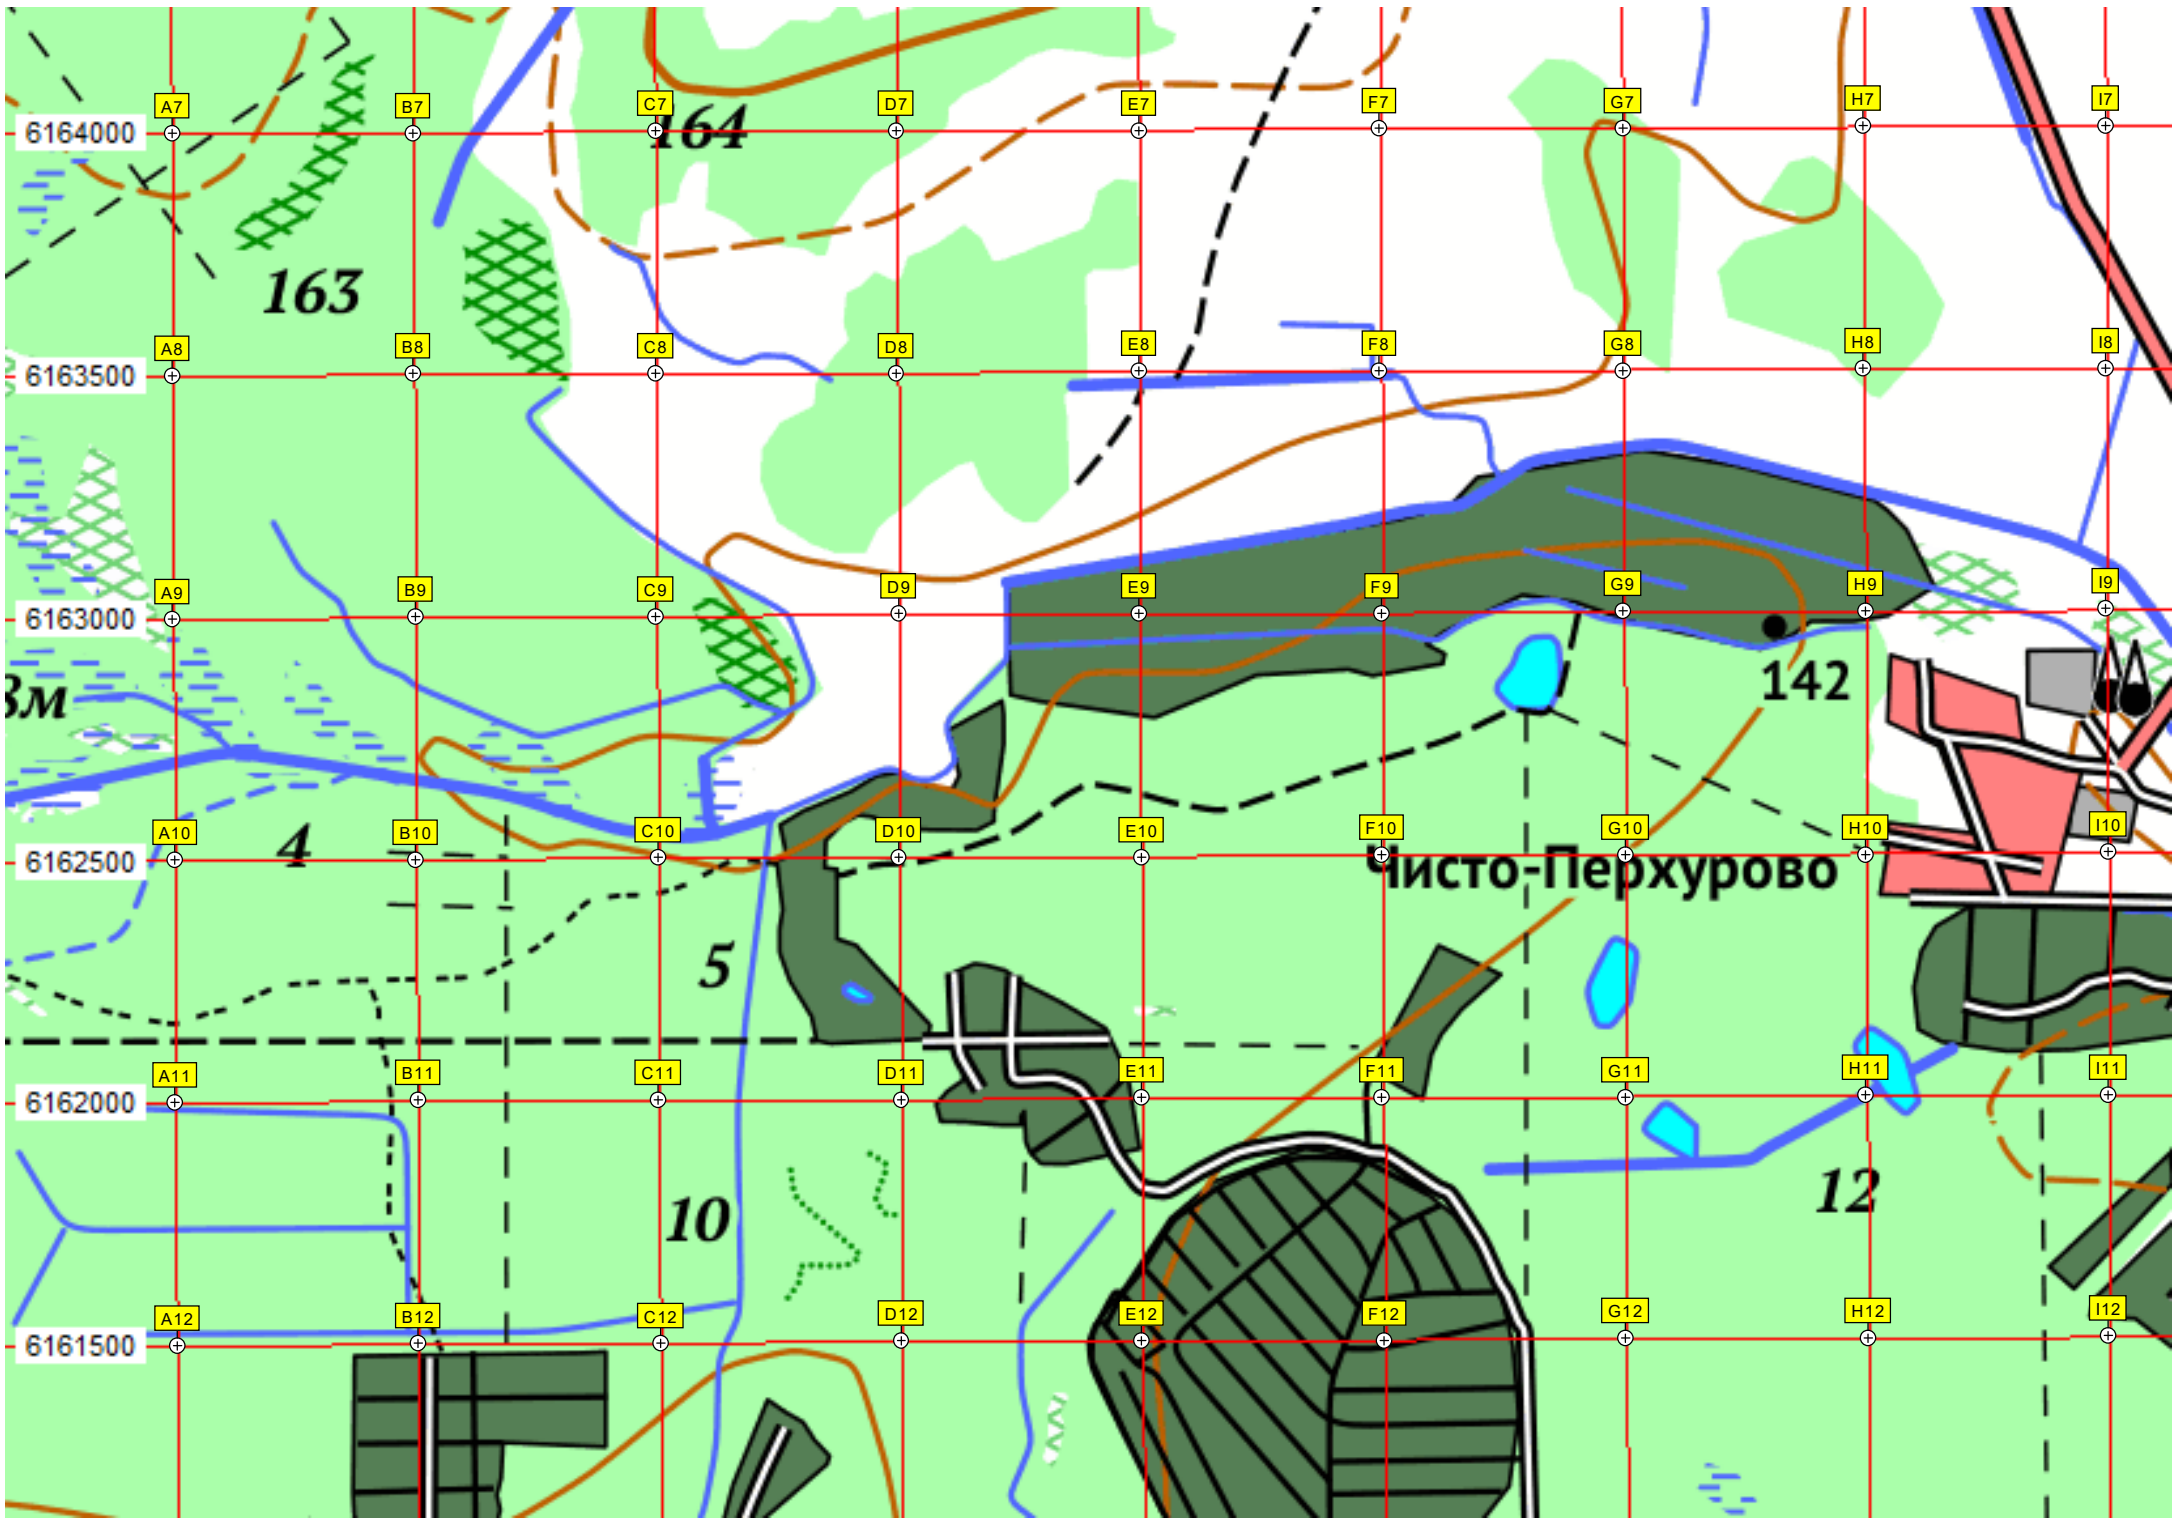 A7 B7 C7 D7 E7 F7 G7 H7 I7
6164000
164
163
A8 B8 C8 D8 E8 F8 G8 H8 I8
6163500
A9 B9 C9 D9 E9 F9 G9 H9 I9
6163000
142
3м
A10 B10 C10 D10 E10 F10 G10 H10 I10
6162500
4
Чисто-Перхурово
5
A11 B11 C11 D11 E11 F11 G11 H11 I11
6162000
10
12
A12 B12 C12 D12 E12 F12 G12 H12 I12
6161500